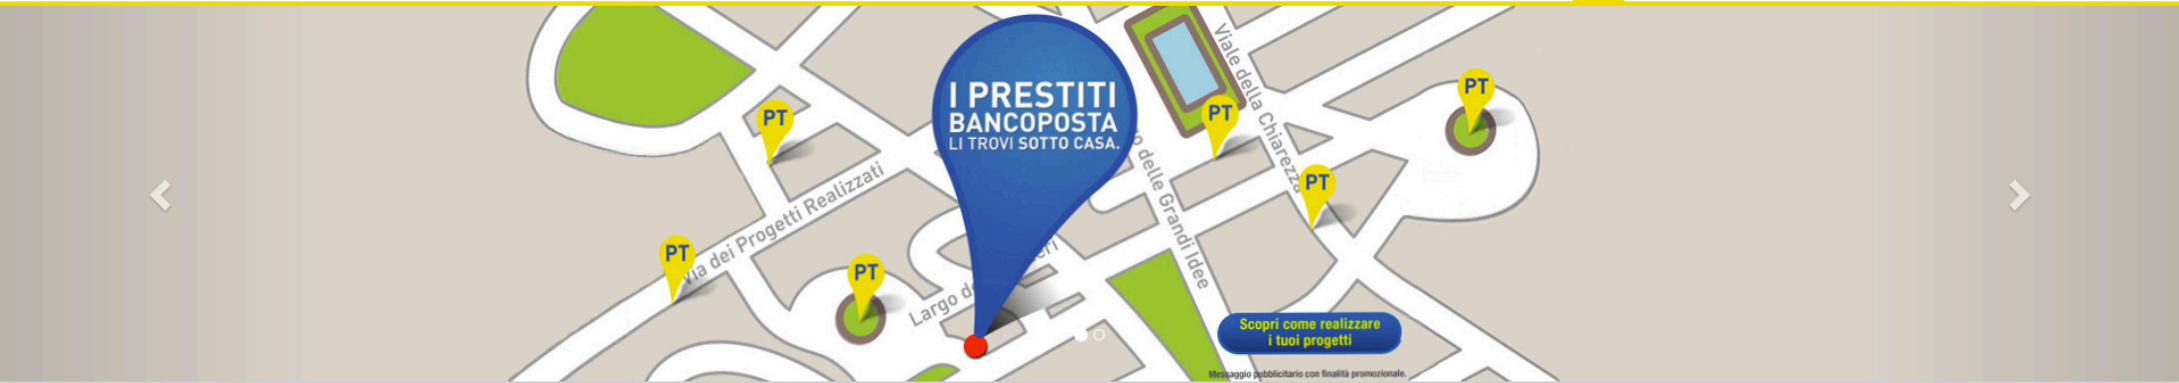 I PRESTITI
BANCOPOSTA
LI TROVI SOTTO CASA.
Viale della Chiarezza
delle Grandi Idee
Via dei Progetti Realizzati
Largo
PT
PT
PT
PT
PT
PT
Scopri come realizzare
i tuoi progetti
Messaggio pubblicitario con finalità promozionale.